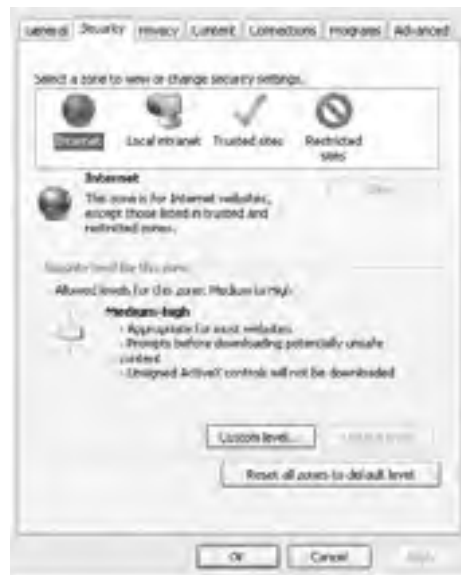 General Security Privacy Content Connections Programs Advanced
Select a zone to view or change security settings.
Internet Local intranet Trusted sites Restricted sites
Internet
This zone is for Internet websites,
except those listed in trusted and
restricted zones.
Sites
Security level for this zone
Allowed levels for this zone: Medium to High
Medium-high
- Appropriate for most websites
- Prompts before downloading potentially unsafe
content
- Unsigned ActiveX controls will not be downloaded
Custom level...
Reset all zones to default level
OK Cancel Apply